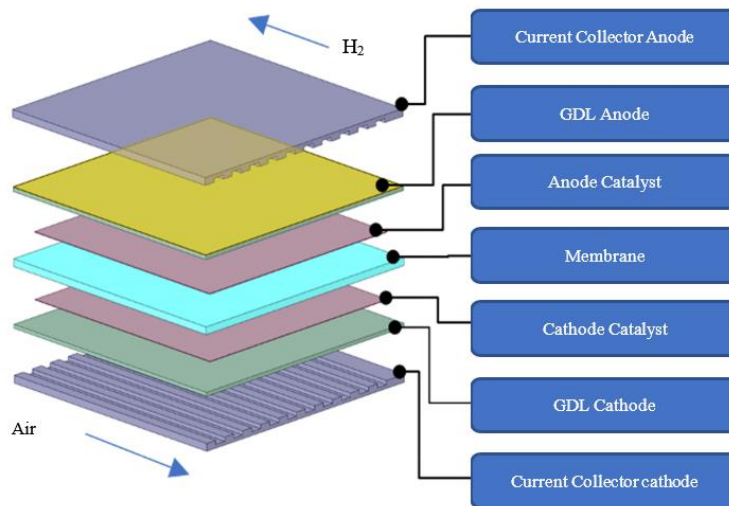 H2
Current Collector Anode
GDL Anode
Anode Catalyst
Membrane
Cathode Catalyst
GDL Cathode
Air
Current Collector cathode